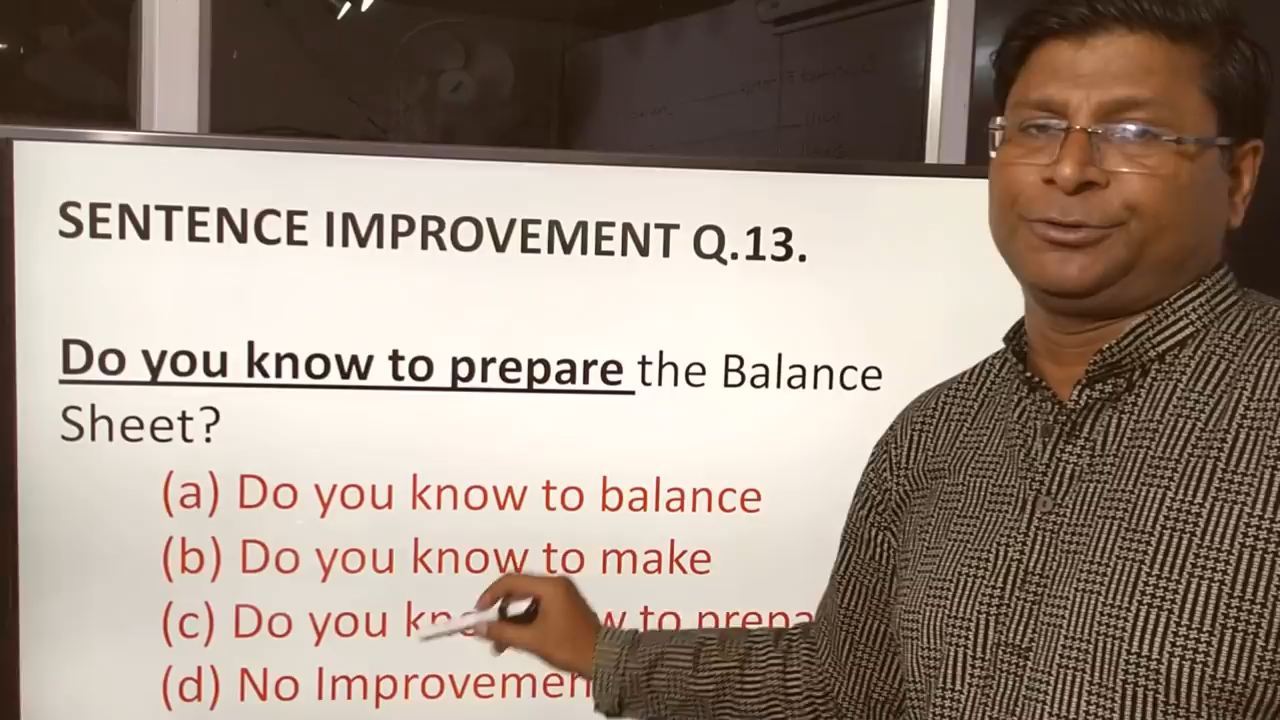 SENTENCE IMPROVEMENT Q.13.
Do you know to prepare the Balance
Sheet?
(a) Do you know to balance
(b) Do you know to make
(c) Do you to
(d) No